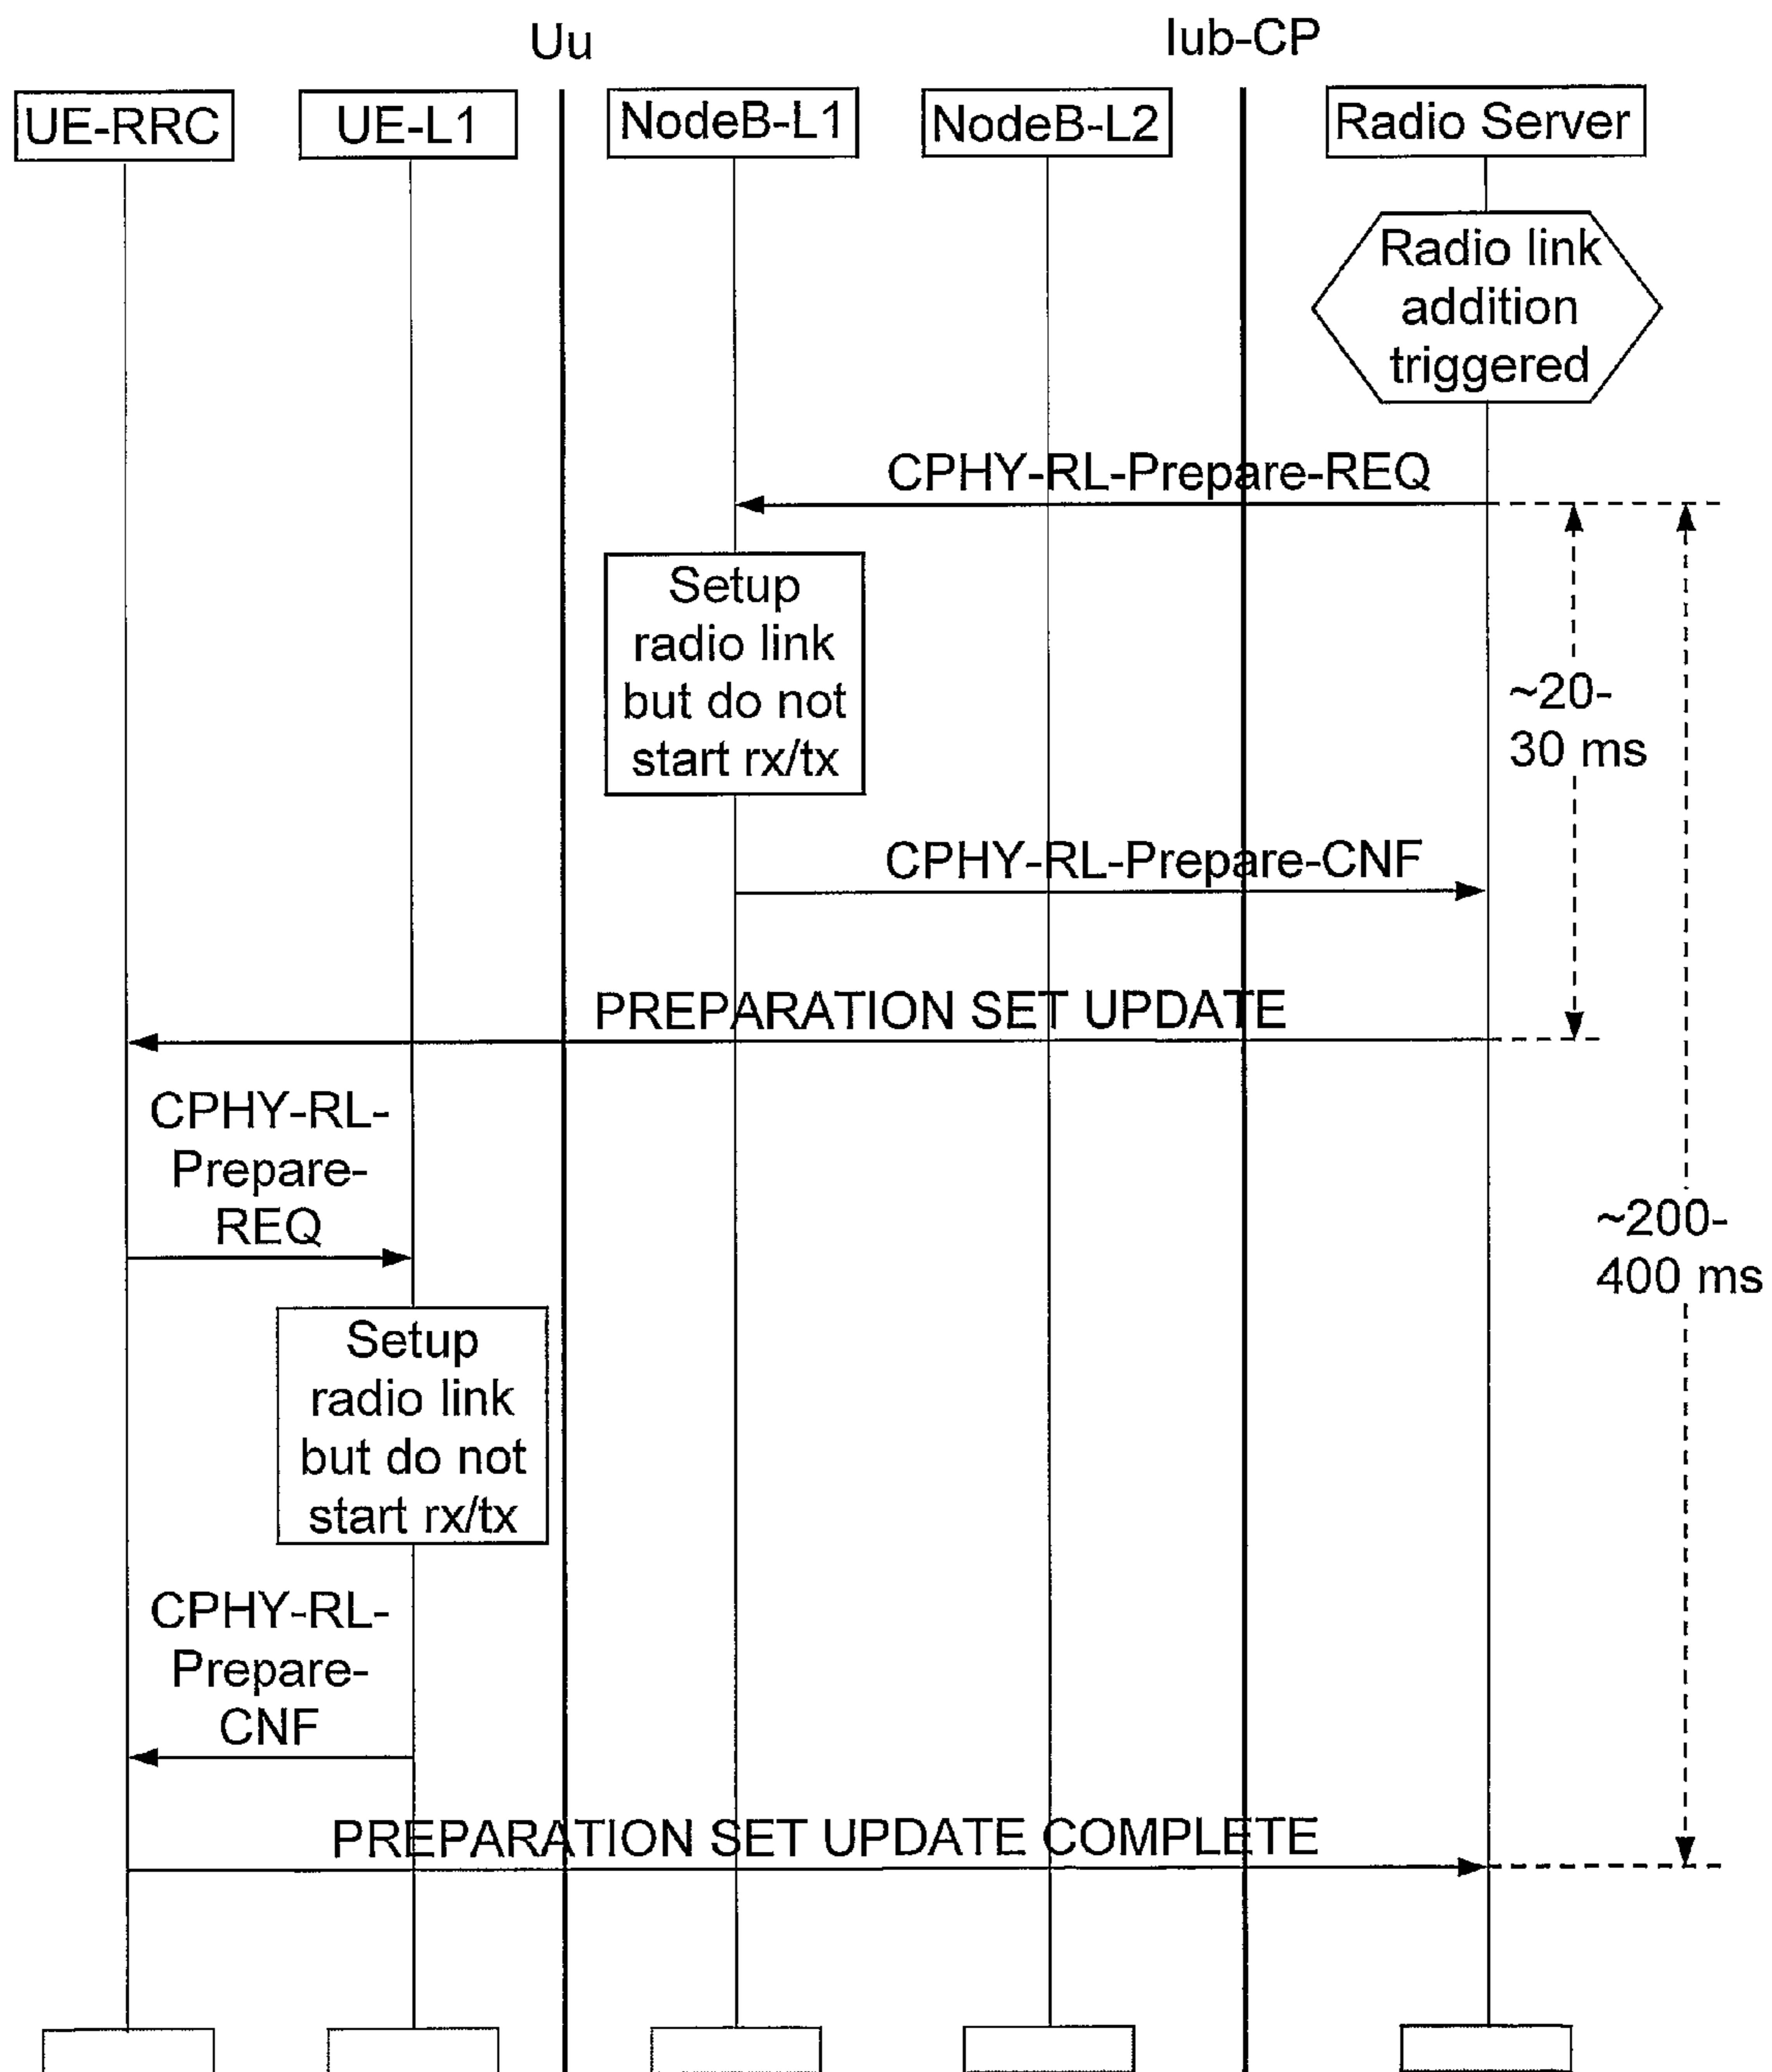 Uu
Iub-CP
UE-RRC
UE-L1
NodeB-L1
NodeB-L2
Radio Server
Radio link
addition
triggered
CPHY-RL-Prepare-REQ
Setup
radio link
but do not
start rx/tx
~20-
30 ms
CPHY-RL-Prepare-CNF
PREPARATION SET UPDATE
CPHY-RL-
Prepare-
REQ
~200-
400 ms
Setup
radio link
but do not
start rx/tx
CPHY-RL-
Prepare-
CNF
PREPARATION SET UPDATE COMPLETE